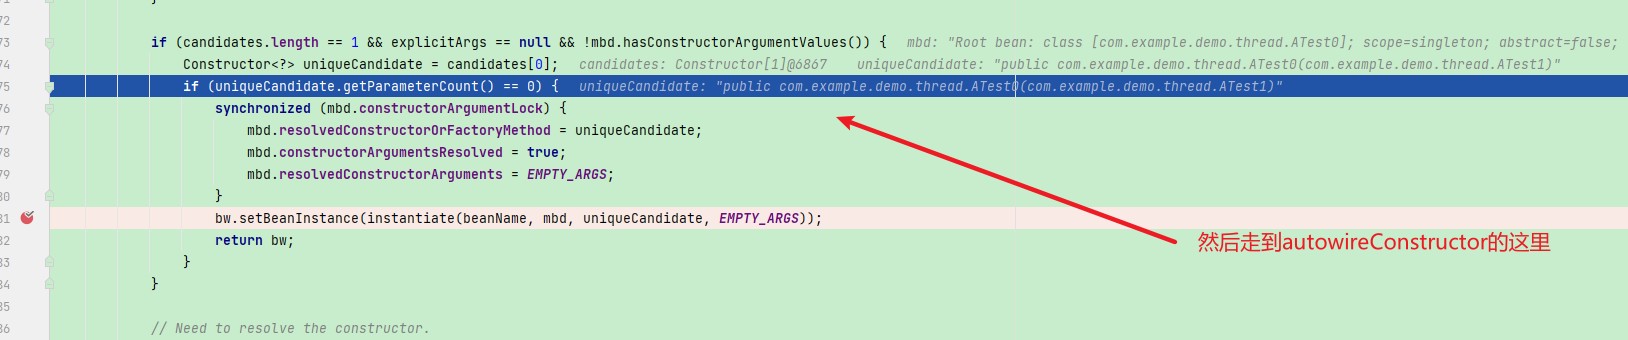 72
73 if (candidates.length == 1 && explicitArgs == null && !mbd.hasConstructorArgumentValues()) { mbd: "Root bean: class [com.example.demo.thread.ATest0]; scope=singleton; abstract=false;
74 Constructor<?> uniqueCandidate = candidates[0]; candidates: Constructor[1]@6867 uniqueCandidate: "public com.example.demo.thread.ATest0(com.example.demo.thread.ATest1)"
75 if (uniqueCandidate.getParameterCount() == 0) { uniqueCandidate: "public com.example.demo.thread.ATest0(com.example.demo.thread.ATest1)"
76 synchronized (mbd.constructorArgumentLock) {
77 mbd.resolvedConstructorOrFactoryMethod = uniqueCandidate;
78 mbd.constructorArgumentsResolved = true;
79 mbd.resolvedConstructorArguments = EMPTY_ARGS;
80 }
81 bw.setBeanInstance(instantiate(beanName, mbd, uniqueCandidate, EMPTY_ARGS));
82 return bw;
然后走到autowireConstructor的这里
83 }
84 }
85
86 // Need to resolve the constructor.